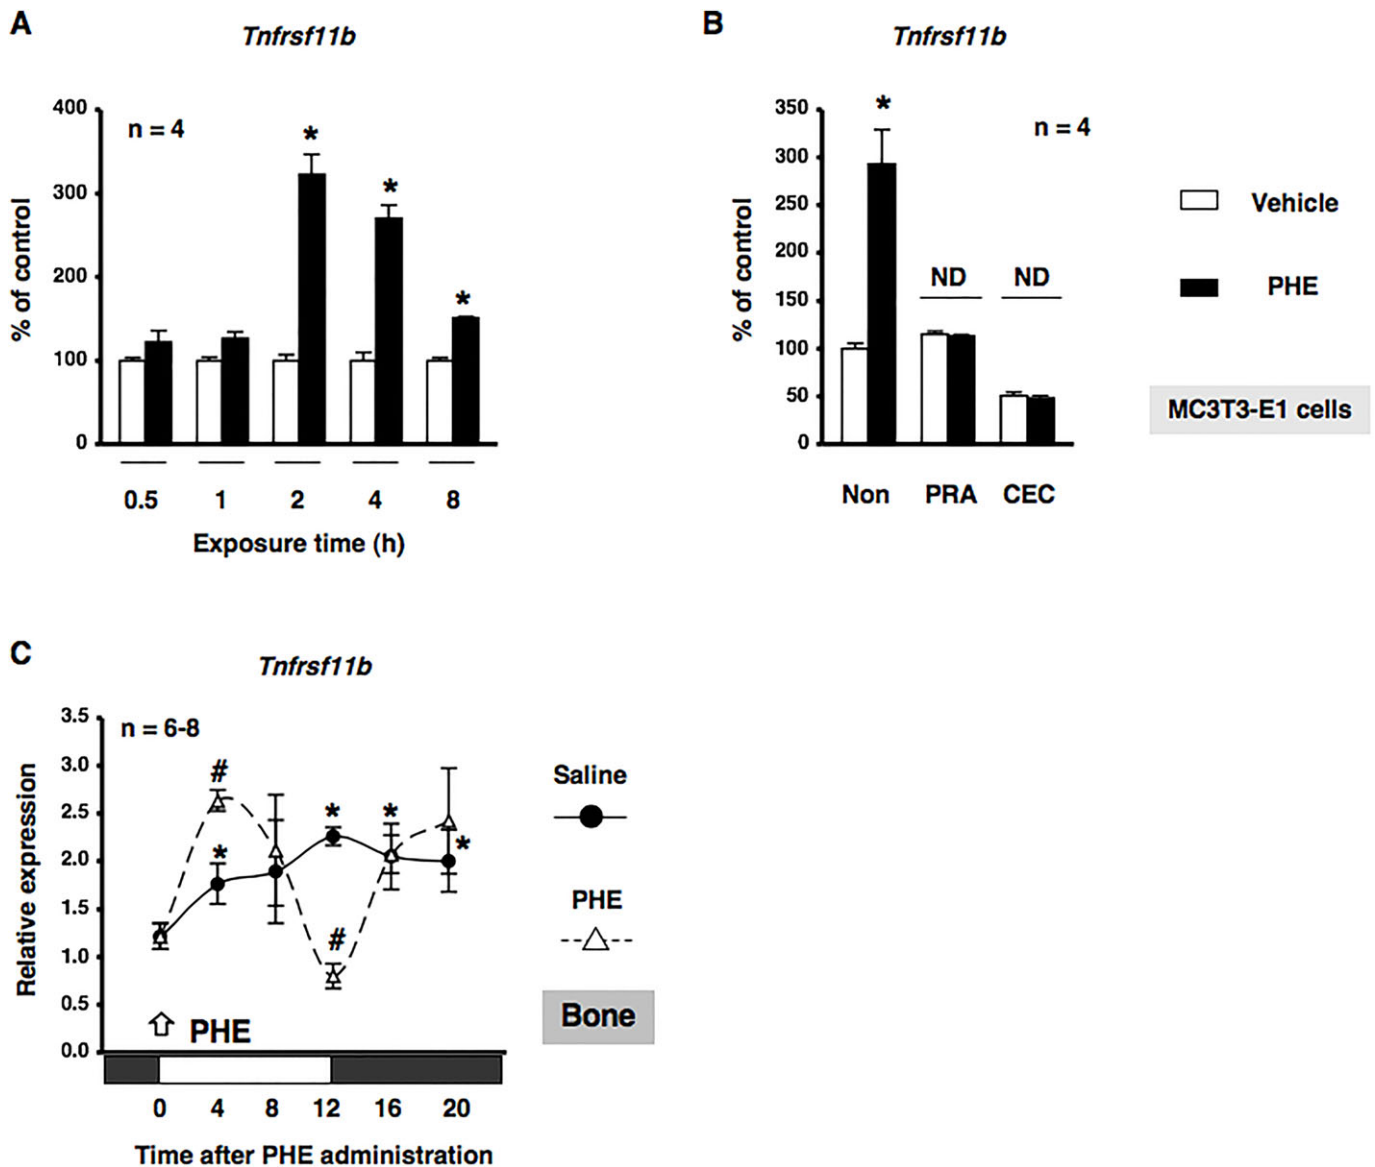 A
Tnfrsf11b
n = 4
% of control
400
300
200
100
0
*
*
*
0.5 1 2 4 8
Exposure time (h)
B
Tnfrsf11b
n = 4
% of control
350
300
250
200
150
100
50
0
*
ND ND
Non PRA CEC
Vehicle
PHE
MC3T3-E1 cells
C
Tnfrsf11b
n = 6-8
Relative expression
3.5
3.0
2.5
2.0
1.5
1.0
0.5
0.0
#
*
*
*
*
#
PHE
0 4 8 12 16 20
Time after PHE administration
Saline
PHE
Bone